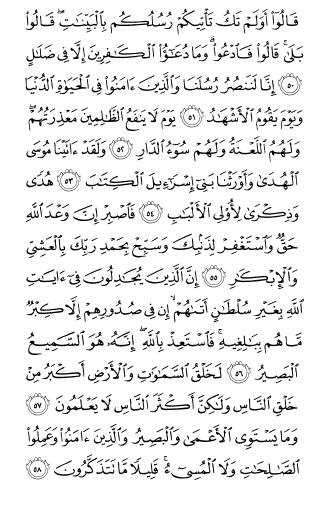 قَالُوٓا۟ أَوَلَمْ تَكُ تَأْتِيكُمْ رُسُلُكُم بِٱلْبَيِّنَـٰتِ ۖ قَالُوا۟
بَلَىٰ ۚ قَالُوا۟ فَٱدْعُوا۟ ۗ وَمَا دُعَـٰٓؤُا۟ ٱلْكَـٰفِرِينَ إِلَّا فِى ضَلَـٰلٍ
٥٠ إِنَّا لَنَنصُرُ رُسُلَنَا وَٱلَّذِينَ ءَامَنُوا۟ فِى ٱلْحَيَوٰةِ ٱلدُّنْيَا
وَيَوْمَ يَقُومُ ٱلْأَشْهَـٰدُ ٥١ يَوْمَ لَا يَنفَعُ ٱلظَّـٰلِمِينَ مَعْذِرَتُهُمْ ۖ
وَلَهُمُ ٱللَّعْنَةُ وَلَهُمْ سُوٓءُ ٱلدَّارِ ٥٢ وَلَقَدْ ءَاتَيْنَا مُوسَى
ٱلْهُدَىٰ وَأَوْرَثْنَا بَنِىٓ إِسْرَٰٓءِيلَ ٱلْكِتَـٰبَ ٥٣ هُدًى
وَذِكْرَىٰ لِأُو۟لِى ٱلْأَلْبَـٰبِ ٥٤ فَٱصْبِرْ إِنَّ وَعْدَ ٱللَّهِ
حَقٌّ وَٱسْتَغْفِرْ لِذَنۢبِكَ وَسَبِّحْ بِحَمْدِ رَبِّكَ بِٱلْعَشِىِّ
وَٱلْإِبْكَـٰرِ ٥٥ إِنَّ ٱلَّذِينَ يُجَـٰدِلُونَ فِىٓ ءَايَـٰتِ
ٱللَّهِ بِغَيْرِ سُلْطَـٰنٍ أَتَىٰهُمْ ۙ إِن فِى صُدُورِهِمْ إِلَّا كِبْرٌ
مَّا هُم بِبَـٰلِغِيهِ ۚ فَٱسْتَعِذْ بِٱللَّهِ ۖ إِنَّهُۥ هُوَ ٱلسَّمِيعُ
ٱلْبَصِيرُ ٥٦ لَخَلْقُ ٱلسَّمَـٰوَٰتِ وَٱلْأَرْضِ أَكْبَرُ مِنْ
خَلْقِ ٱلنَّاسِ وَلَـٰكِنَّ أَكْثَرَ ٱلنَّاسِ لَا يَعْلَمُونَ ٥٧
وَمَا يَسْتَوِى ٱلْأَعْمَىٰ وَٱلْبَصِيرُ وَٱلَّذِينَ ءَامَنُوا۟ وَعَمِلُوا۟
ٱلصَّـٰلِحَـٰتِ وَلَا ٱلْمُسِىٓءُ ۚ قَلِيلًا مَّا تَتَذَكَّرُونَ ٥٨